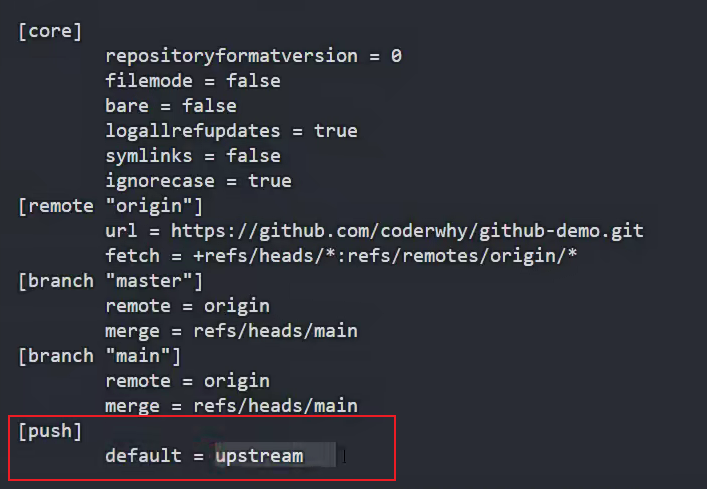 [core]
repositoryformatversion = 0
filemode = false
bare = false
logallrefupdates = true
symlinks = false
ignorecase = true
[remote "origin"]
url = https://github.com/coderwhy/github-demo.git
fetch = +refs/heads/*:refs/remotes/origin/*
[branch "master"]
remote = origin
merge = refs/heads/main
[branch "main"]
remote = origin
merge = refs/heads/main
[push]
default = upstream